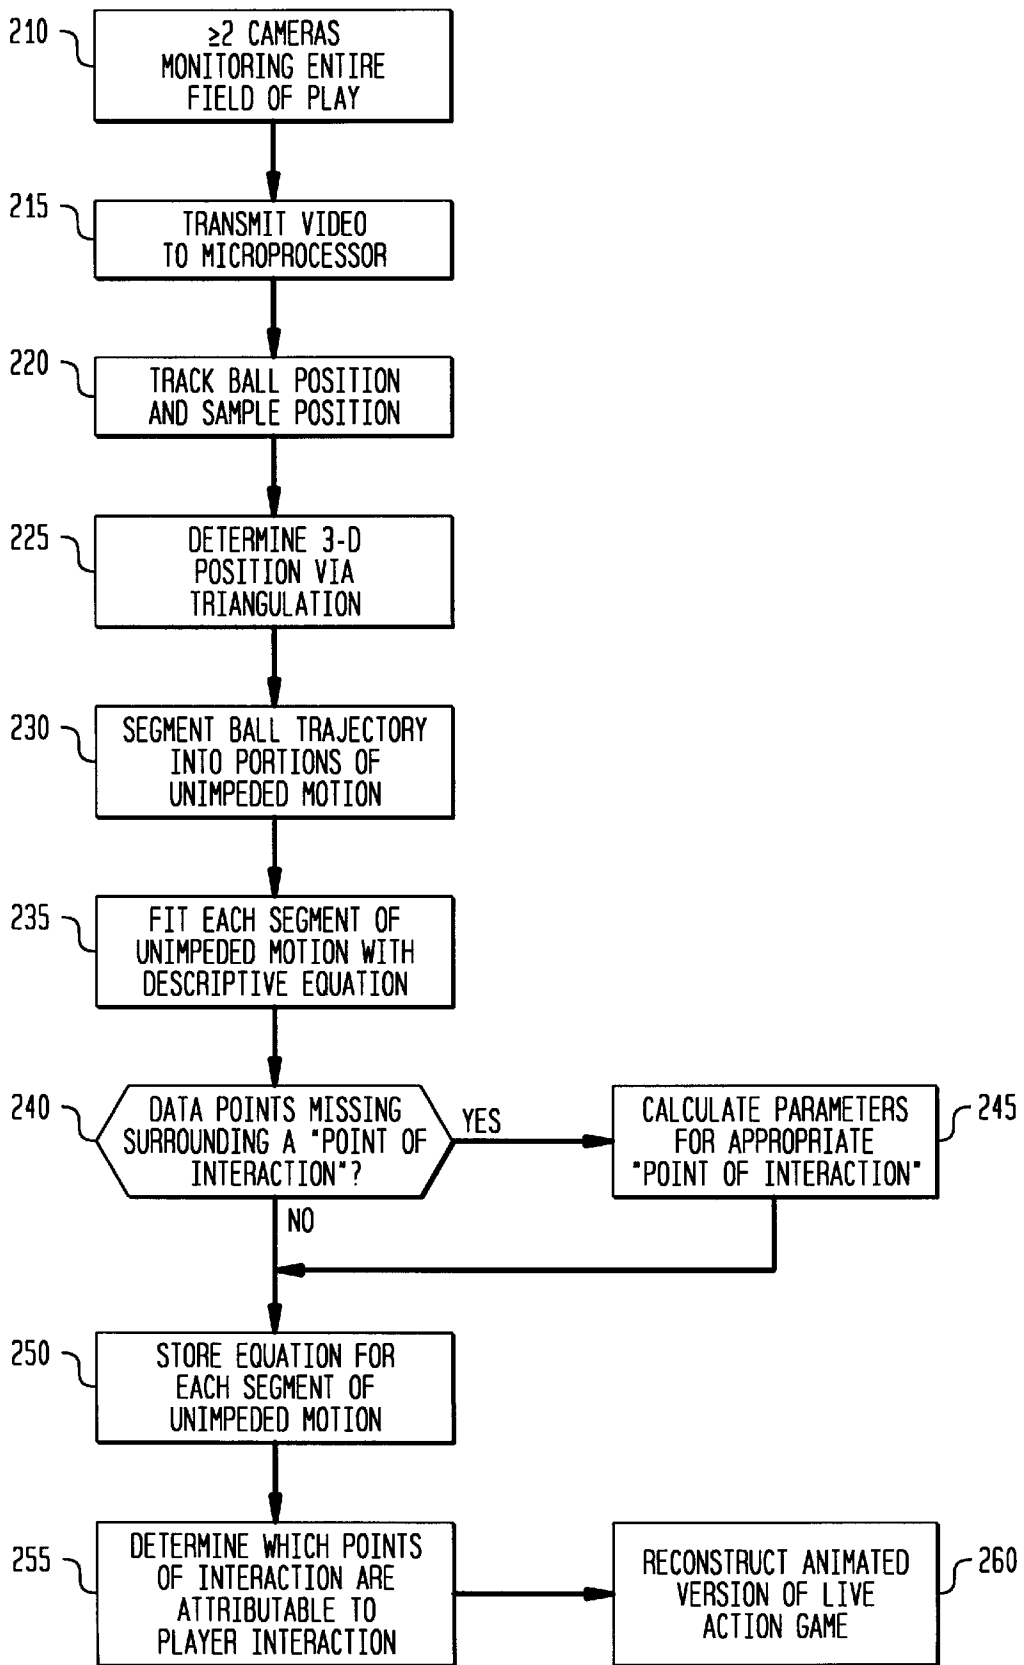 210
≥2 CAMERAS
MONITORING ENTIRE
FIELD OF PLAY
215
TRANSMIT VIDEO
TO MICROPROCESSOR
220
TRACK BALL POSITION
AND SAMPLE POSITION
225
DETERMINE 3-D
POSITION VIA
TRIANGULATION
230
SEGMENT BALL TRAJECTORY
INTO PORTIONS OF
UNIMPEDED MOTION
235
FIT EACH SEGMENT OF
UNIMPEDED MOTION WITH
DESCRIPTIVE EQUATION
240
DATA POINTS MISSING
SURROUNDING A "POINT OF
INTERACTION"?
YES
NO
CALCULATE PARAMETERS
FOR APPROPRIATE
"POINT OF INTERACTION"
245
250
STORE EQUATION FOR
EACH SEGMENT OF
UNIMPEDED MOTION
255
DETERMINE WHICH POINTS
OF INTERACTION ARE
ATTRIBUTABLE TO
PLAYER INTERACTION
RECONSTRUCT ANIMATED
VERSION OF LIVE
ACTION GAME
260